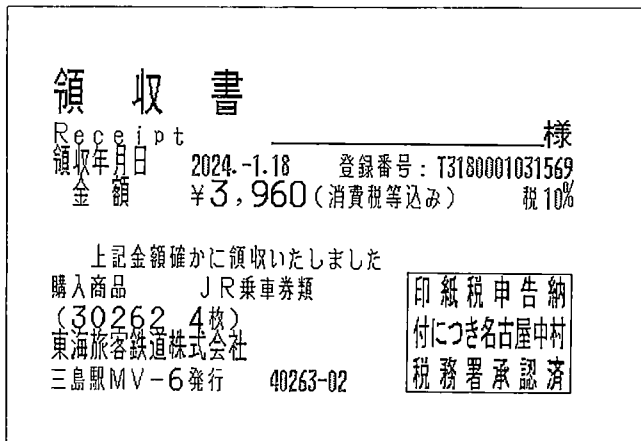 領収書
Receipt 様
領収年月日 2024.-1.18 登録番号:T3180001031569
金額 ¥3,960(消費税等込み) 税10%
上記金額確かに領収いたしました
購入商品 JR乗車券類
(30262 4枚)
東海旅客鉄道株式会社
三島駅MV-6発行 40263-02
印紙税申告納
付につき名古屋中村
税務署承認済